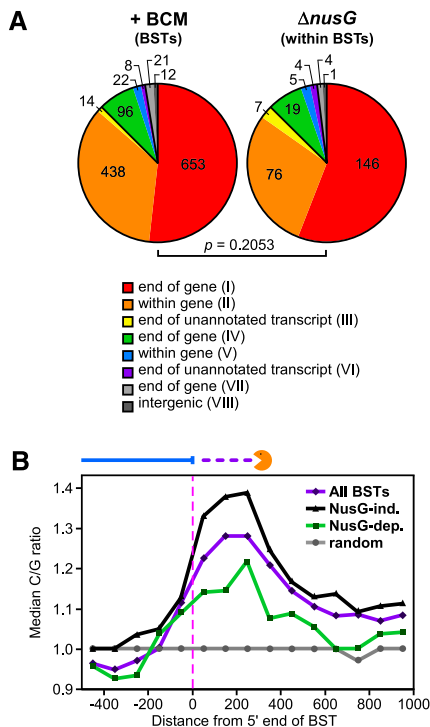 A
+ BCM
(BSTs)
ΔnusG
(within BSTs)
8
21
22
12
14
96
438
653
4
4
5
1
7
19
76
146
p = 0.2053
end of gene (I)
within gene (II)
end of unannotated transcript (III)
end of gene (IV)
within gene (V)
end of unannotated transcript (VI)
end of gene (VII)
intergenic (VIII)
B
Median C/G ratio
1.4
1.3
1.2
1.1
1.0
0.9
All BSTs
NusG-ind.
NusG-dep.
random
-400 -200 0 200 400 600 800 1000
Distance from 5' end of BST